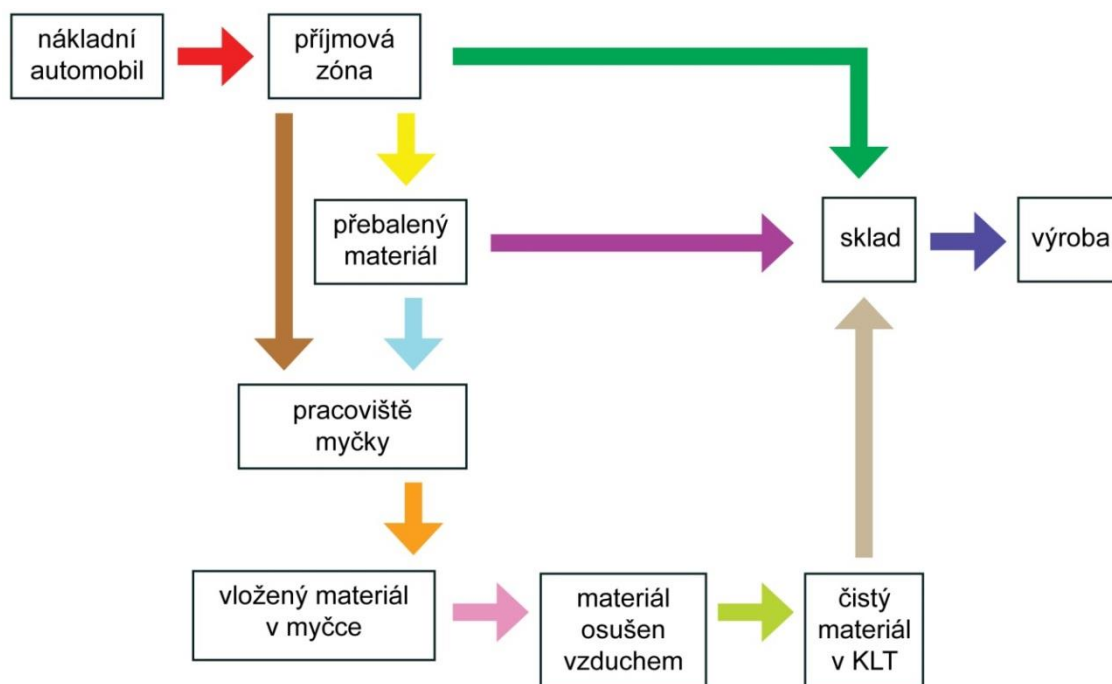 nákladní
automobil
příjmová
zóna
přebalený
materiál
sklad
výroba
pracoviště
myčky
vložený materiál
v myčce
materiál
osušen
vzduchem
čistý
materiál
v KLT